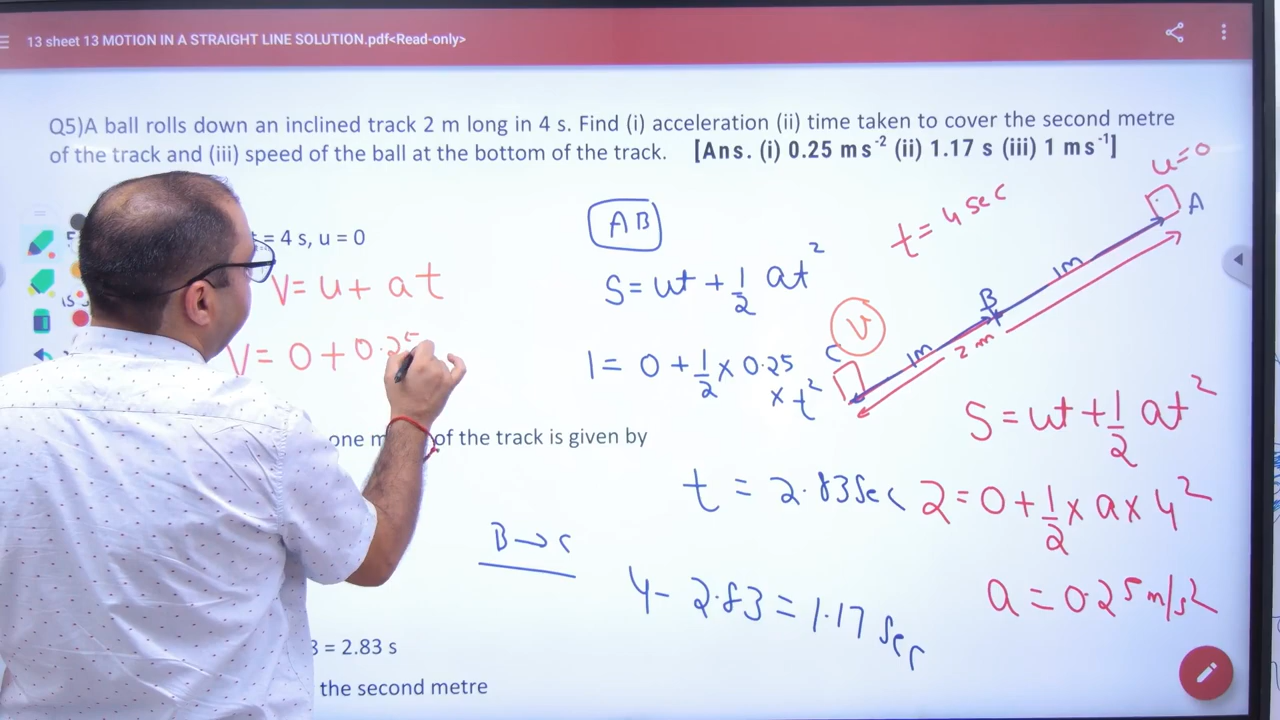 13 sheet 13 MOTION IN A STRAIGHT LINE SOLUTION.pdf<Read-only>
Q5)A ball rolls down an inclined track 2 m long in 4 s. Find (i) acceleration (ii) time taken to cover the second metre
of the track and (iii) speed of the ball at the bottom of the track. [Ans. (i) 0.25 ms⁻² (ii) 1.17 s (iii) 1 ms⁻¹]
= 4 s, u = 0
V = u + at
V = 0 + 0.25
one of the track is given by
3 = 2.83 s
the second metre
AB
S = ut + 1/2 at²
1 = 0 + 1/2 × 0.25
× t²
t = 2.83 Sec
B → C
4 - 2.83 = 1.17 Sec
t = 4 sec
u = 0
A
1m
B
V
C
1m
2 m
S = ut + 1/2 at²
2 = 0 + 1/2 × a × 4²
a = 0.25 m/s²